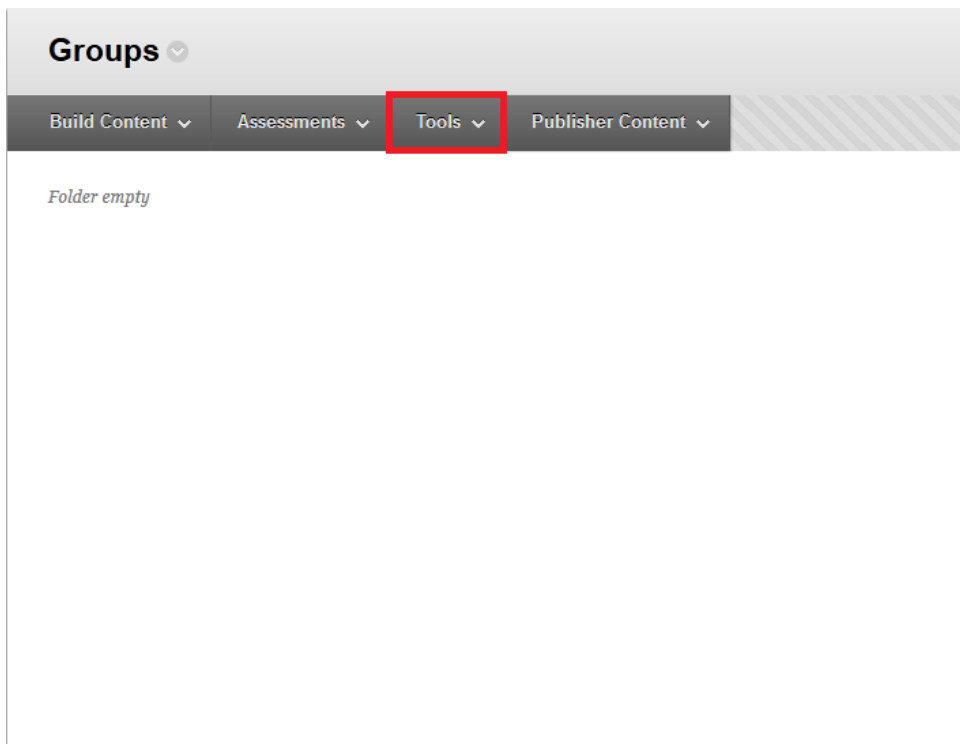 Groups
Build Content Assessments Tools Publisher Content
Folder empty